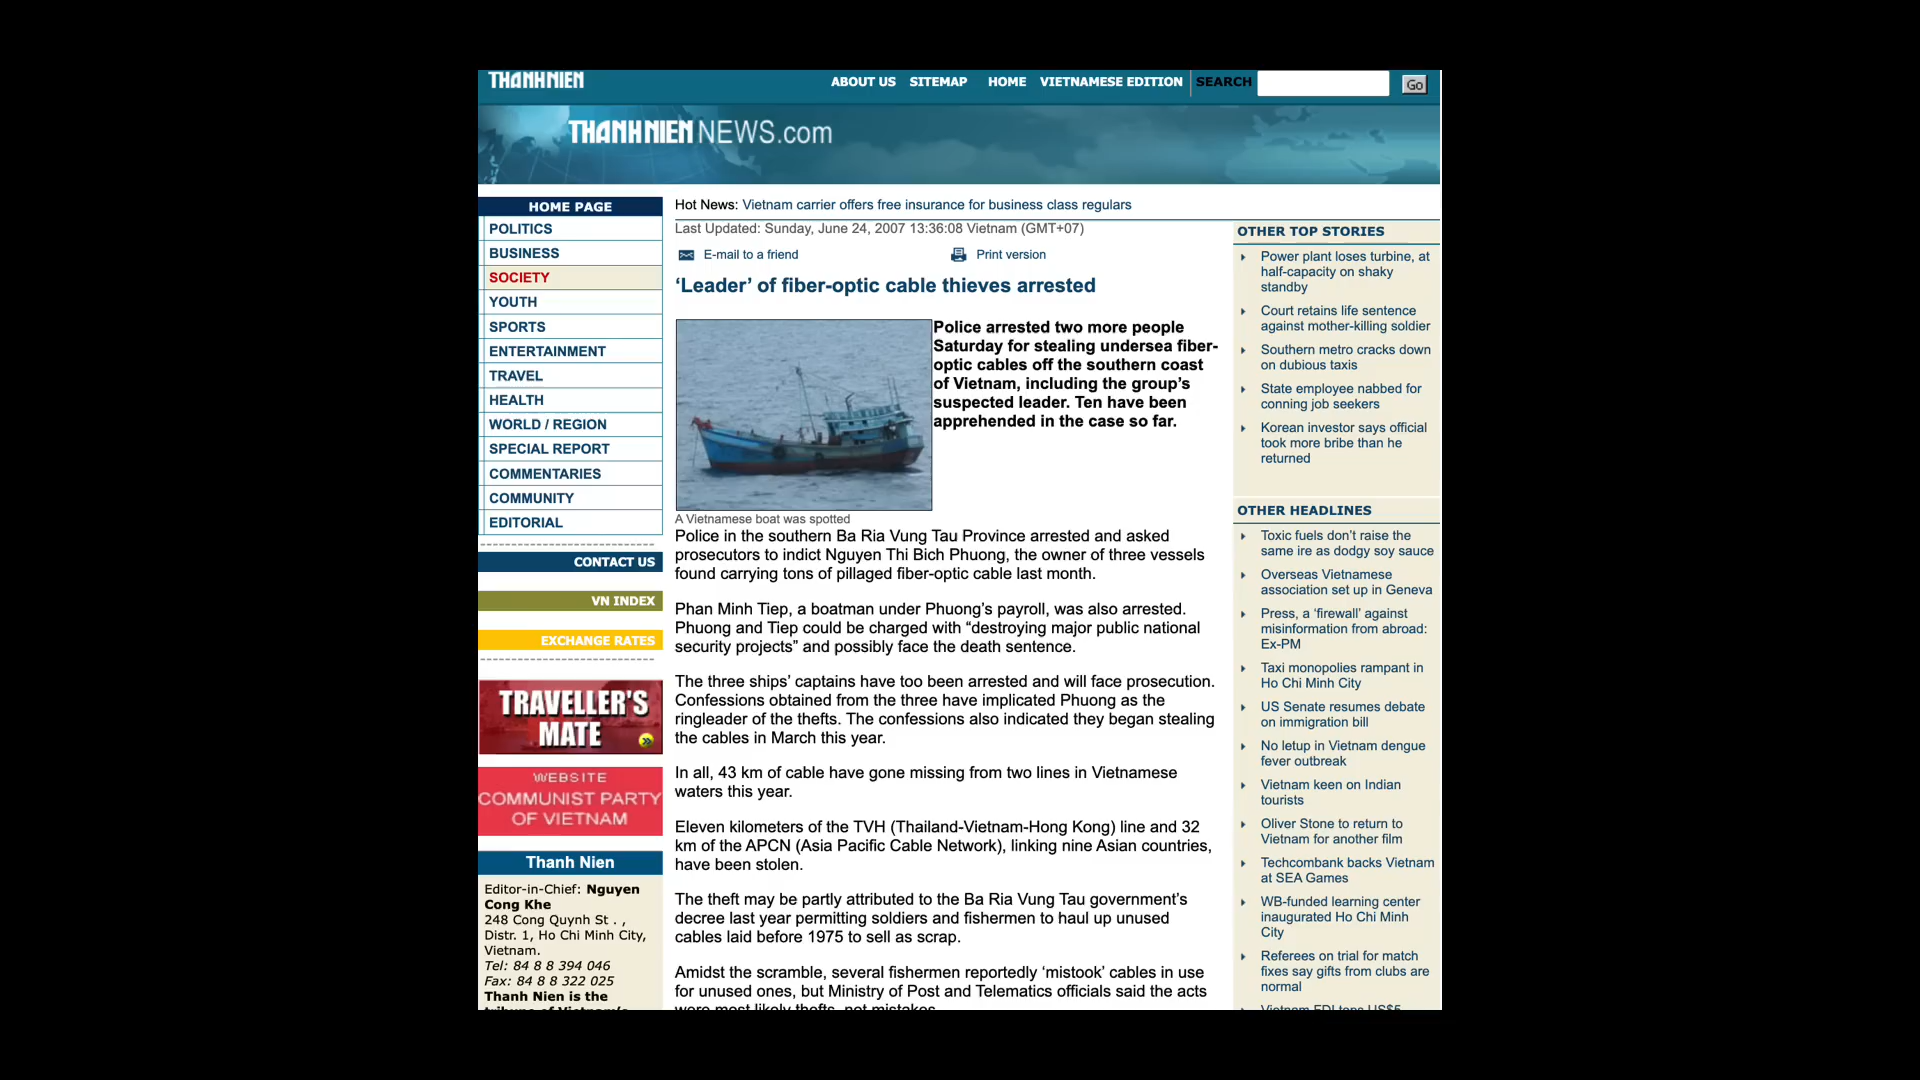 THANHNIEN
ABOUT US SITEMAP HOME VIETNAMESE EDITION SEARCH Go
THANHNIEN NEWS.com
HOME PAGE
POLITICS
BUSINESS
SOCIETY
YOUTH
SPORTS
ENTERTAINMENT
TRAVEL
HEALTH
WORLD / REGION
SPECIAL REPORT
COMMENTARIES
COMMUNITY
EDITORIAL
CONTACT US
VN INDEX
EXCHANGE RATES
TRAVELLER'S
MATE
WEBSITE
COMMUNIST PARTY
OF VIETNAM
Thanh Nien
Editor-in-Chief: Nguyen
Cong Khe
248 Cong Quynh St . ,
Distr. 1, Ho Chi Minh City,
Vietnam.
Tel: 84 8 8 394 046
Fax: 84 8 8 322 025
Thanh Nien is the
tribune of Vietnam's
Hot News: Vietnam carrier offers free insurance for business class regulars
Last Updated: Sunday, June 24, 2007 13:36:08 Vietnam (GMT+07)
E-mail to a friend Print version
‘Leader’ of fiber-optic cable thieves arrested
Police arrested two more people
Saturday for stealing undersea fiber-
optic cables off the southern coast
of Vietnam, including the group’s
suspected leader. Ten have been
apprehended in the case so far.
A Vietnamese boat was spotted
Police in the southern Ba Ria Vung Tau Province arrested and asked
prosecutors to indict Nguyen Thi Bich Phuong, the owner of three vessels
found carrying tons of pillaged fiber-optic cable last month.
Phan Minh Tiep, a boatman under Phuong’s payroll, was also arrested.
Phuong and Tiep could be charged with “destroying major public national
security projects” and possibly face the death sentence.
The three ships’ captains have too been arrested and will face prosecution.
Confessions obtained from the three have implicated Phuong as the
ringleader of the thefts. The confessions also indicated they began stealing
the cables in March this year.
In all, 43 km of cable have gone missing from two lines in Vietnamese
waters this year.
Eleven kilometers of the TVH (Thailand-Vietnam-Hong Kong) line and 32
km of the APCN (Asia Pacific Cable Network), linking nine Asian countries,
have been stolen.
The theft may be partly attributed to the Ba Ria Vung Tau government’s
decree last year permitting soldiers and fishermen to haul up unused
cables laid before 1975 to sell as scrap.
Amidst the scramble, several fishermen reportedly ‘mistook’ cables in use
for unused ones, but Ministry of Post and Telematics officials said the acts
were most likely thefts, not mistakes.
OTHER TOP STORIES
Power plant loses turbine, at
half-capacity on shaky
standby
Court retains life sentence
against mother-killing soldier
Southern metro cracks down
on dubious taxis
State employee nabbed for
conning job seekers
Korean investor says official
took more bribe than he
returned
OTHER HEADLINES
Toxic fuels don’t raise the
same ire as dodgy soy sauce
Overseas Vietnamese
association set up in Geneva
Press, a ‘firewall’ against
misinformation from abroad:
Ex-PM
Taxi monopolies rampant in
Ho Chi Minh City
US Senate resumes debate
on immigration bill
No letup in Vietnam dengue
fever outbreak
Vietnam keen on Indian
tourists
Oliver Stone to return to
Vietnam for another film
Techcombank backs Vietnam
at SEA Games
WB-funded learning center
inaugurated Ho Chi Minh
City
Referees on trial for match
fixes say gifts from clubs are
normal
Vietnam FDI tops US$5